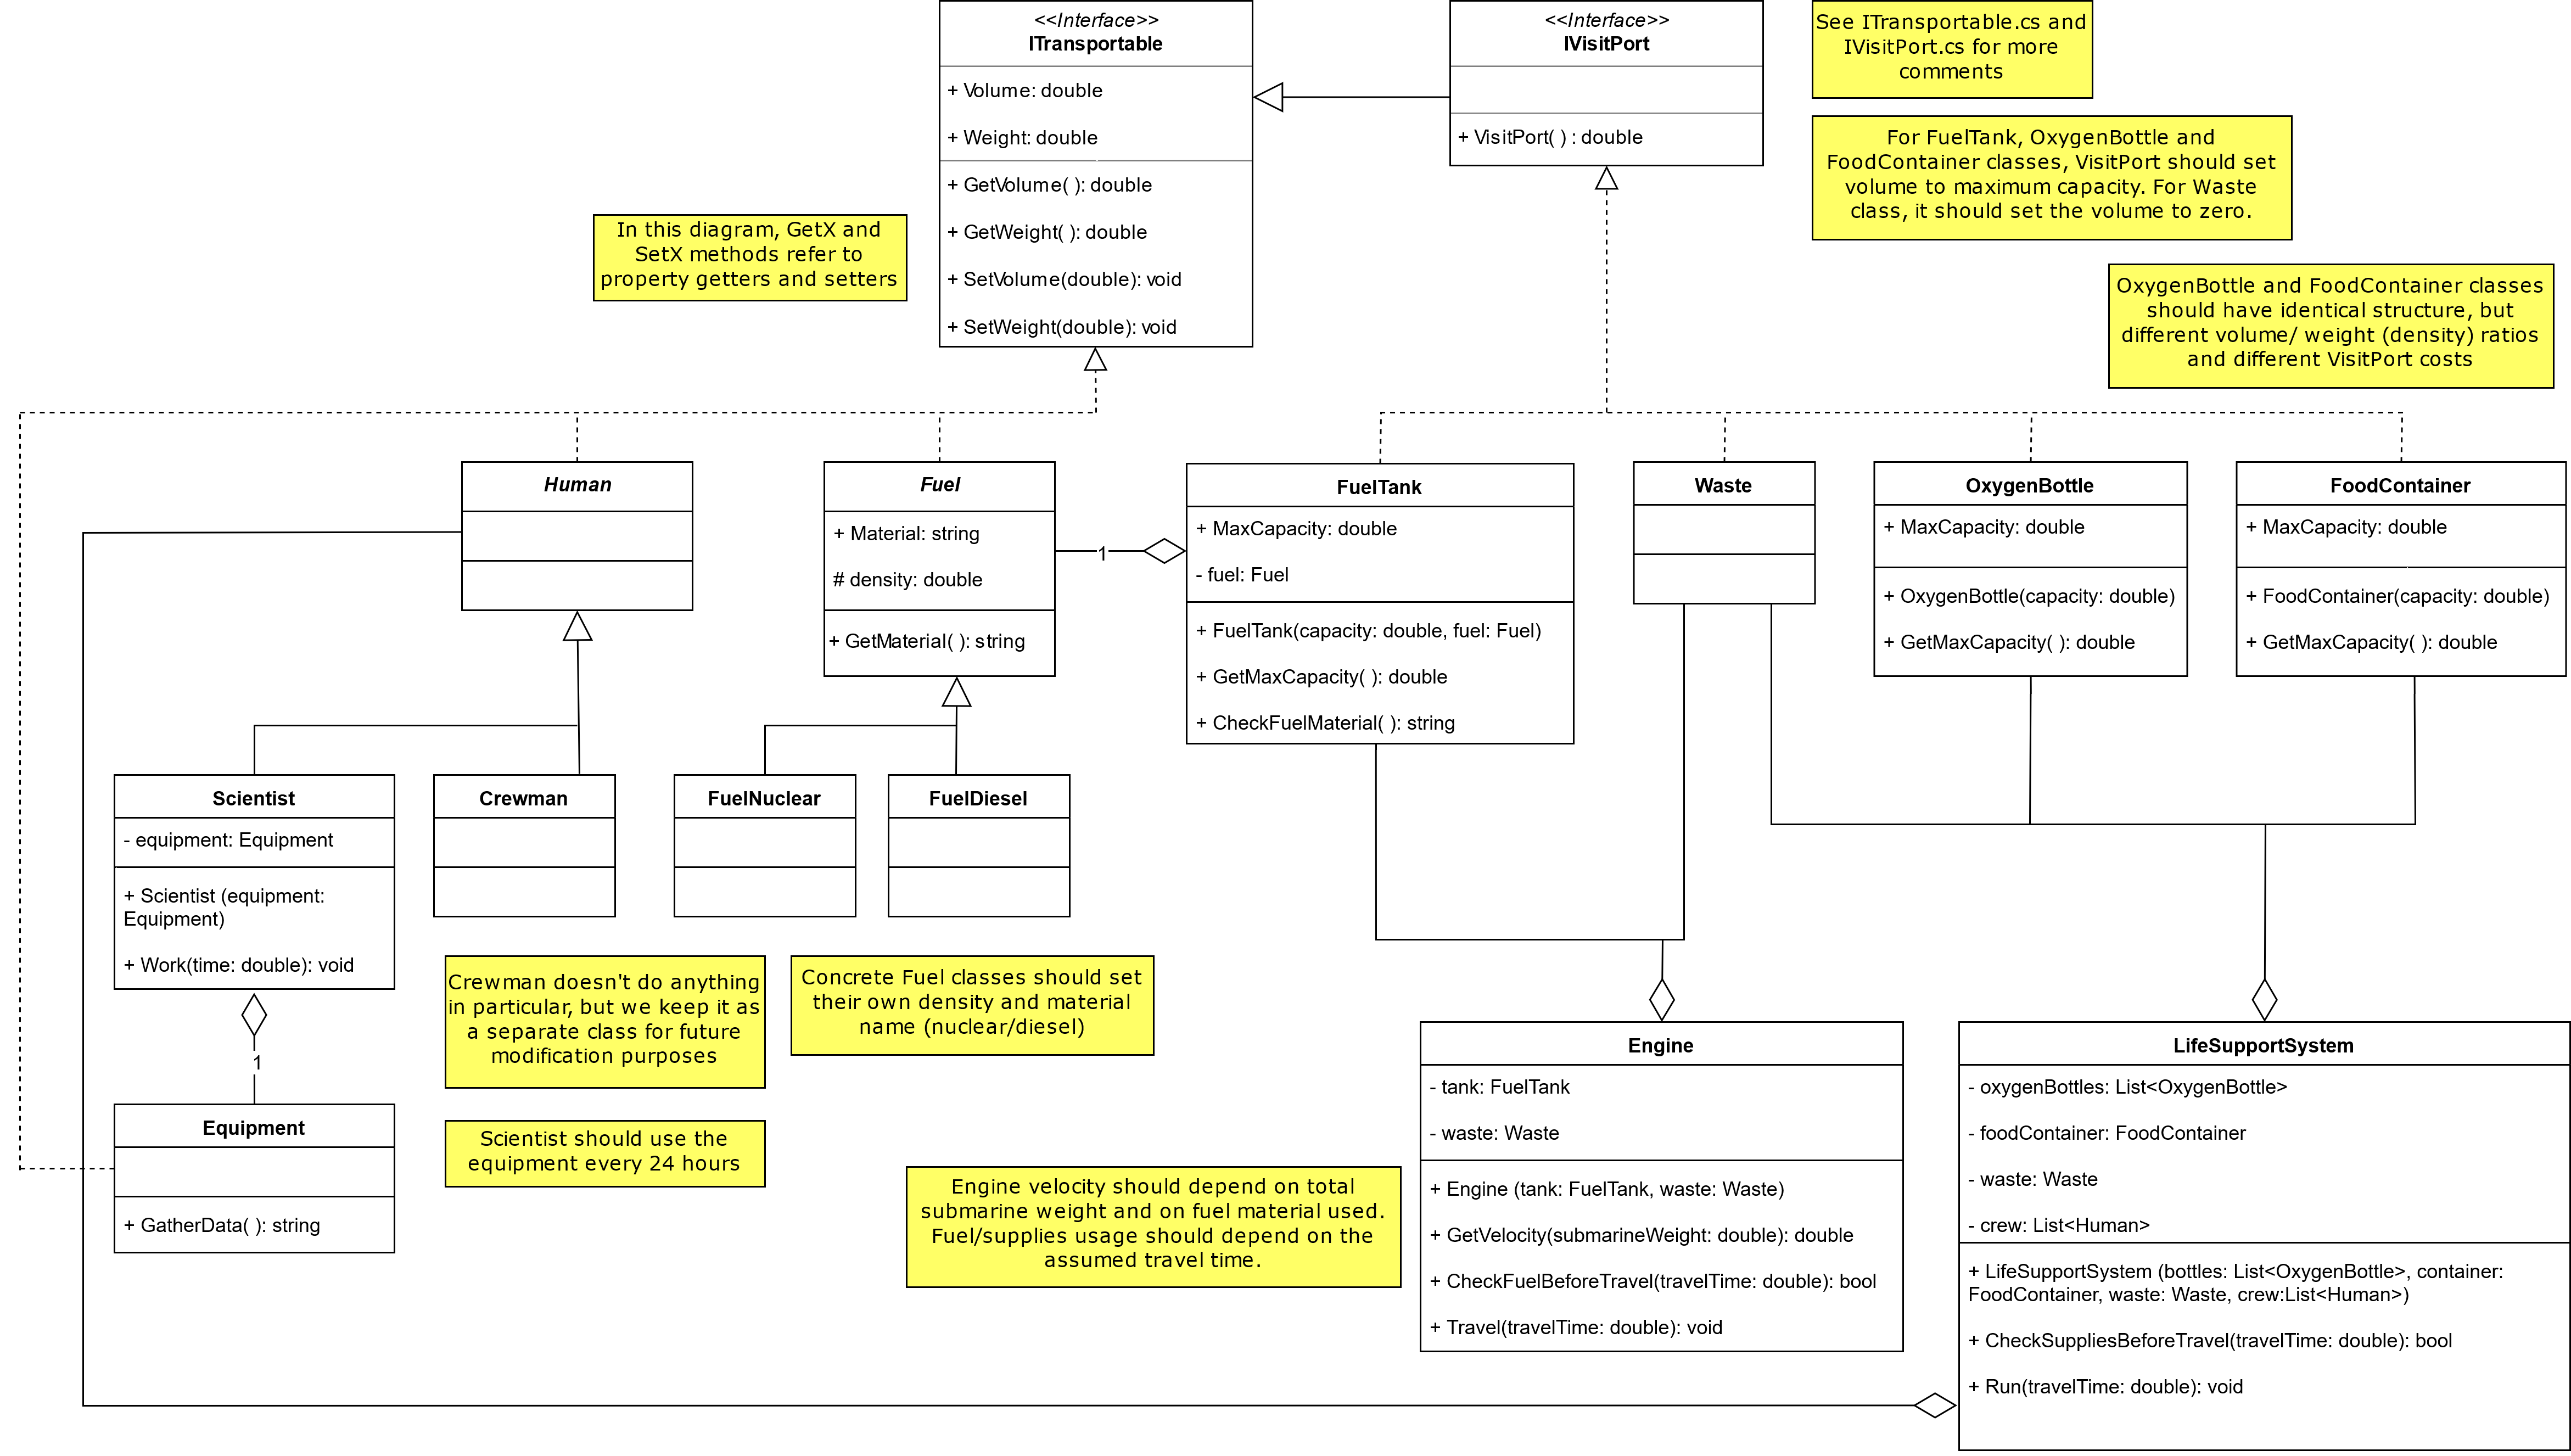 <<Interface>>
ITransportable
+ Volume: double
+ Weight: double
+ GetVolume( ): double
+ GetWeight( ): double
+ SetVolume(double): void
+ SetWeight(double): void
<<Interface>>
IVisitPort
+ VisitPort( ) : double
See ITransportable.cs and
IVisitPort.cs for more
comments
For FuelTank, OxygenBottle and
FoodContainer classes, VisitPort should set
volume to maximum capacity. For Waste
class, it should set the volume to zero.
In this diagram, GetX and
SetX methods refer to
property getters and setters
OxygenBottle and FoodContainer classes
should have identical structure, but
different volume/ weight (density) ratios
and different VisitPort costs
Human
Fuel
+ Material: string
# density: double
+ GetMaterial( ): string
1
FuelTank
+ MaxCapacity: double
- fuel: Fuel
+ FuelTank(capacity: double, fuel: Fuel)
+ GetMaxCapacity( ): double
+ CheckFuelMaterial( ): string
Waste
OxygenBottle
+ MaxCapacity: double
+ OxygenBottle(capacity: double)
+ GetMaxCapacity( ): double
FoodContainer
+ MaxCapacity: double
+ FoodContainer(capacity: double)
+ GetMaxCapacity( ): double
Scientist
- equipment: Equipment
+ Scientist (equipment:
Equipment)
+ Work(time: double): void
Crewman
FuelNuclear
FuelDiesel
Crewman doesn't do anything
in particular, but we keep it as
a separate class for future
modification purposes
Concrete Fuel classes should set
their own density and material
name (nuclear/diesel)
1
Equipment
+ GatherData( ): string
Scientist should use the
equipment every 24 hours
Engine velocity should depend on total
submarine weight and on fuel material used.
Fuel/supplies usage should depend on the
assumed travel time.
Engine
- tank: FuelTank
- waste: Waste
+ Engine (tank: FuelTank, waste: Waste)
+ GetVelocity(submarineWeight: double): double
+ CheckFuelBeforeTravel(travelTime: double): bool
+ Travel(travelTime: double): void
LifeSupportSystem
- oxygenBottles: List<OxygenBottle>
- foodContainer: FoodContainer
- waste: Waste
- crew: List<Human>
+ LifeSupportSystem (bottles: List<OxygenBottle>, container:
FoodContainer, waste: Waste, crew:List<Human>)
+ CheckSuppliesBeforeTravel(travelTime: double): bool
+ Run(travelTime: double): void